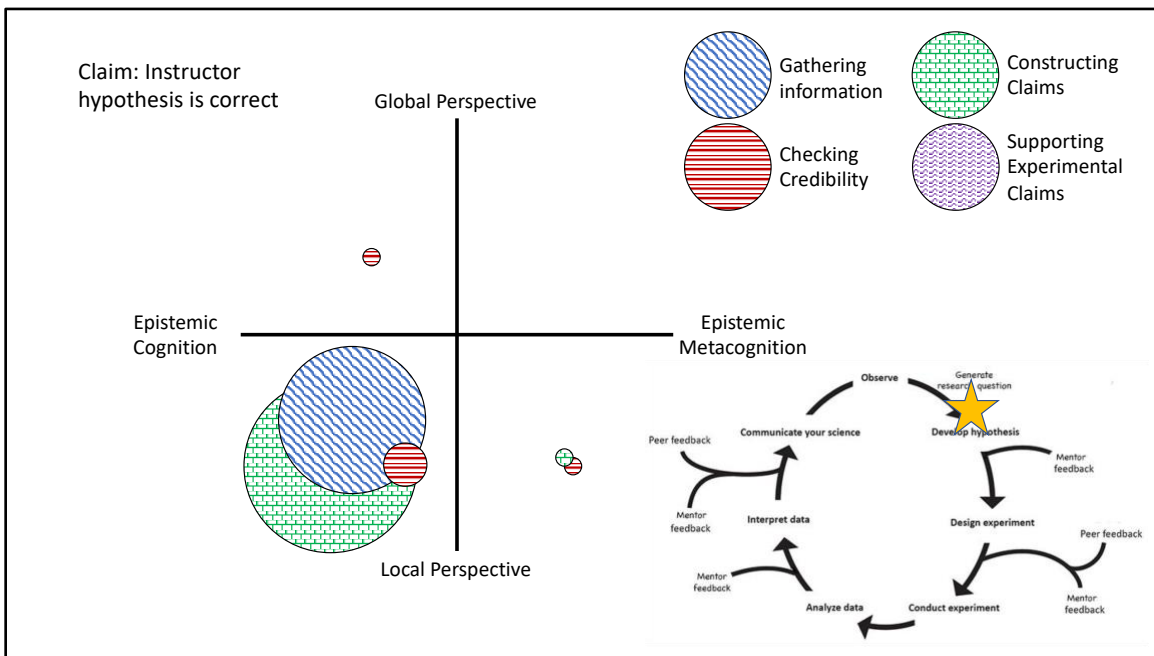 Claim: Instructor
hypothesis is correct
Global Perspective
Gathering
information
Constructing
Claims
Checking
Credibility
Supporting
Experimental
Claims
Epistemic
Cognition
Epistemic
Metacognition
Local Perspective
Observe
Generate
research question
Develop hypothesis
Mentor
feedback
Design experiment
Peer feedback
Mentor
feedback
Conduct experiment
Analyze data
Mentor
feedback
Interpret data
Mentor
feedback
Peer feedback
Communicate your science